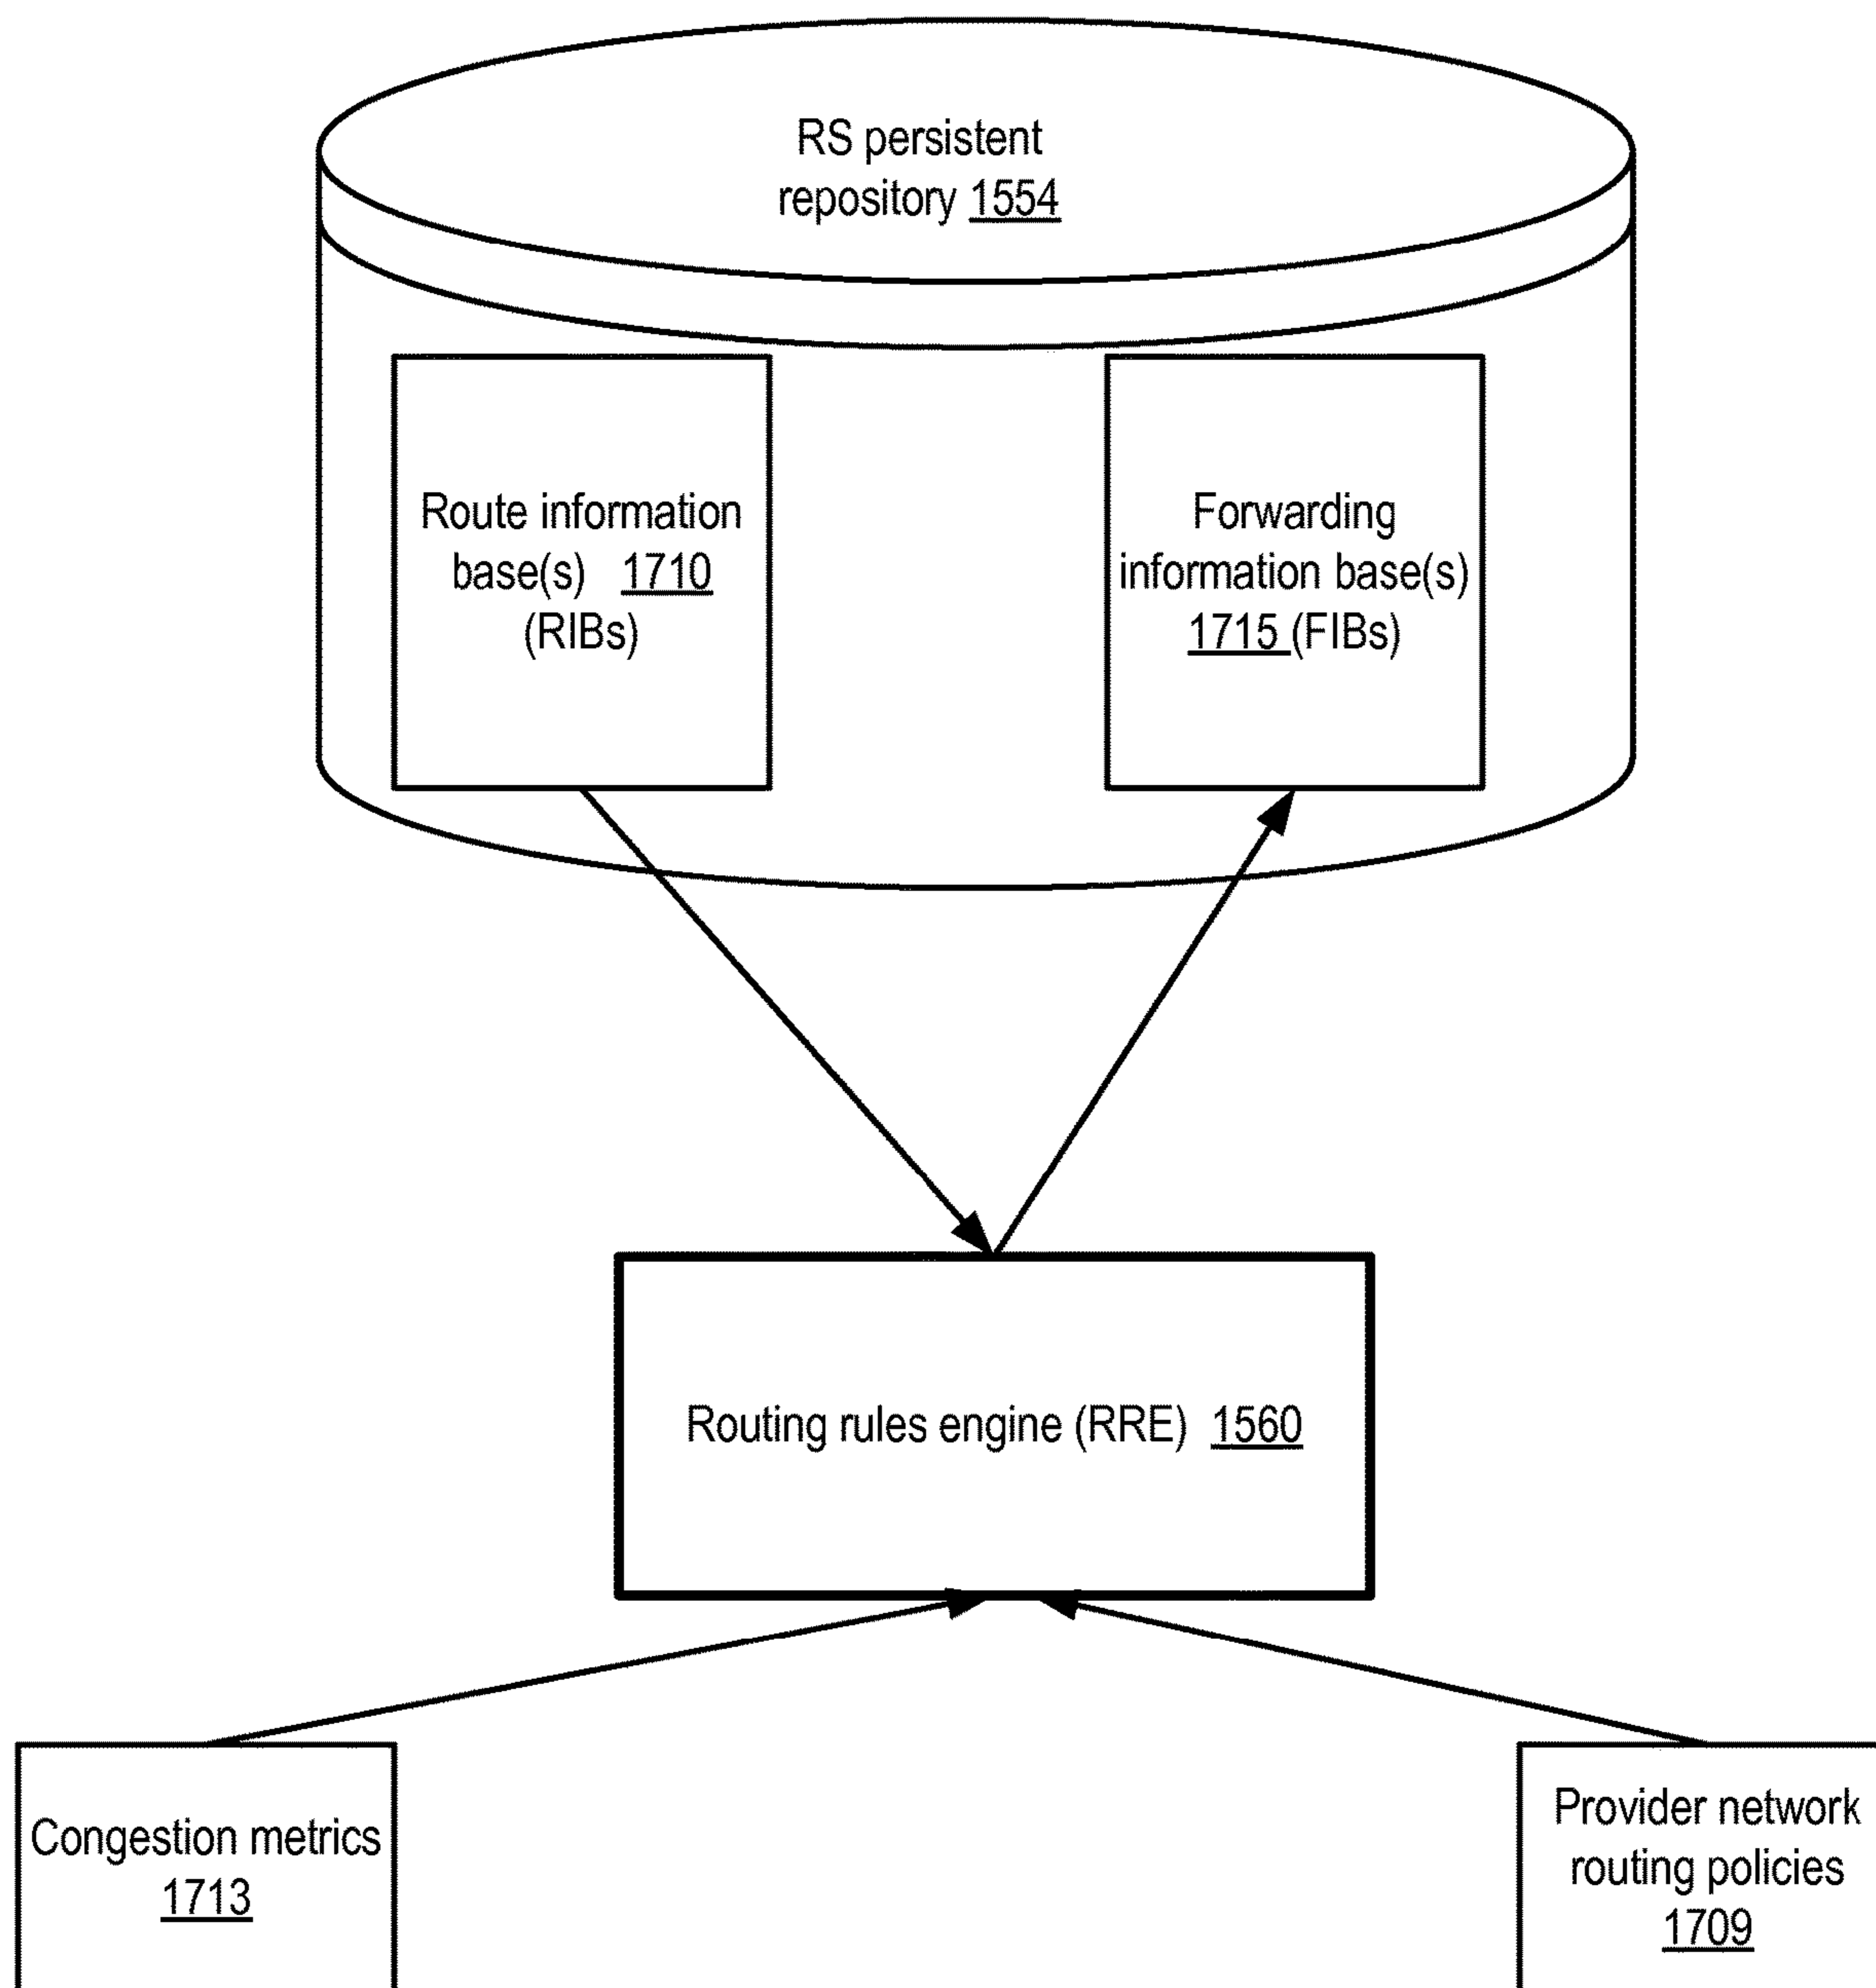 RS persistent
repository 1554
Route information
base(s) 1710
(RIBs)
Forwarding
information base(s)
1715 (FIBs)
Routing rules engine (RRE) 1560
Congestion metrics
1713
Provider network
routing policies
1709